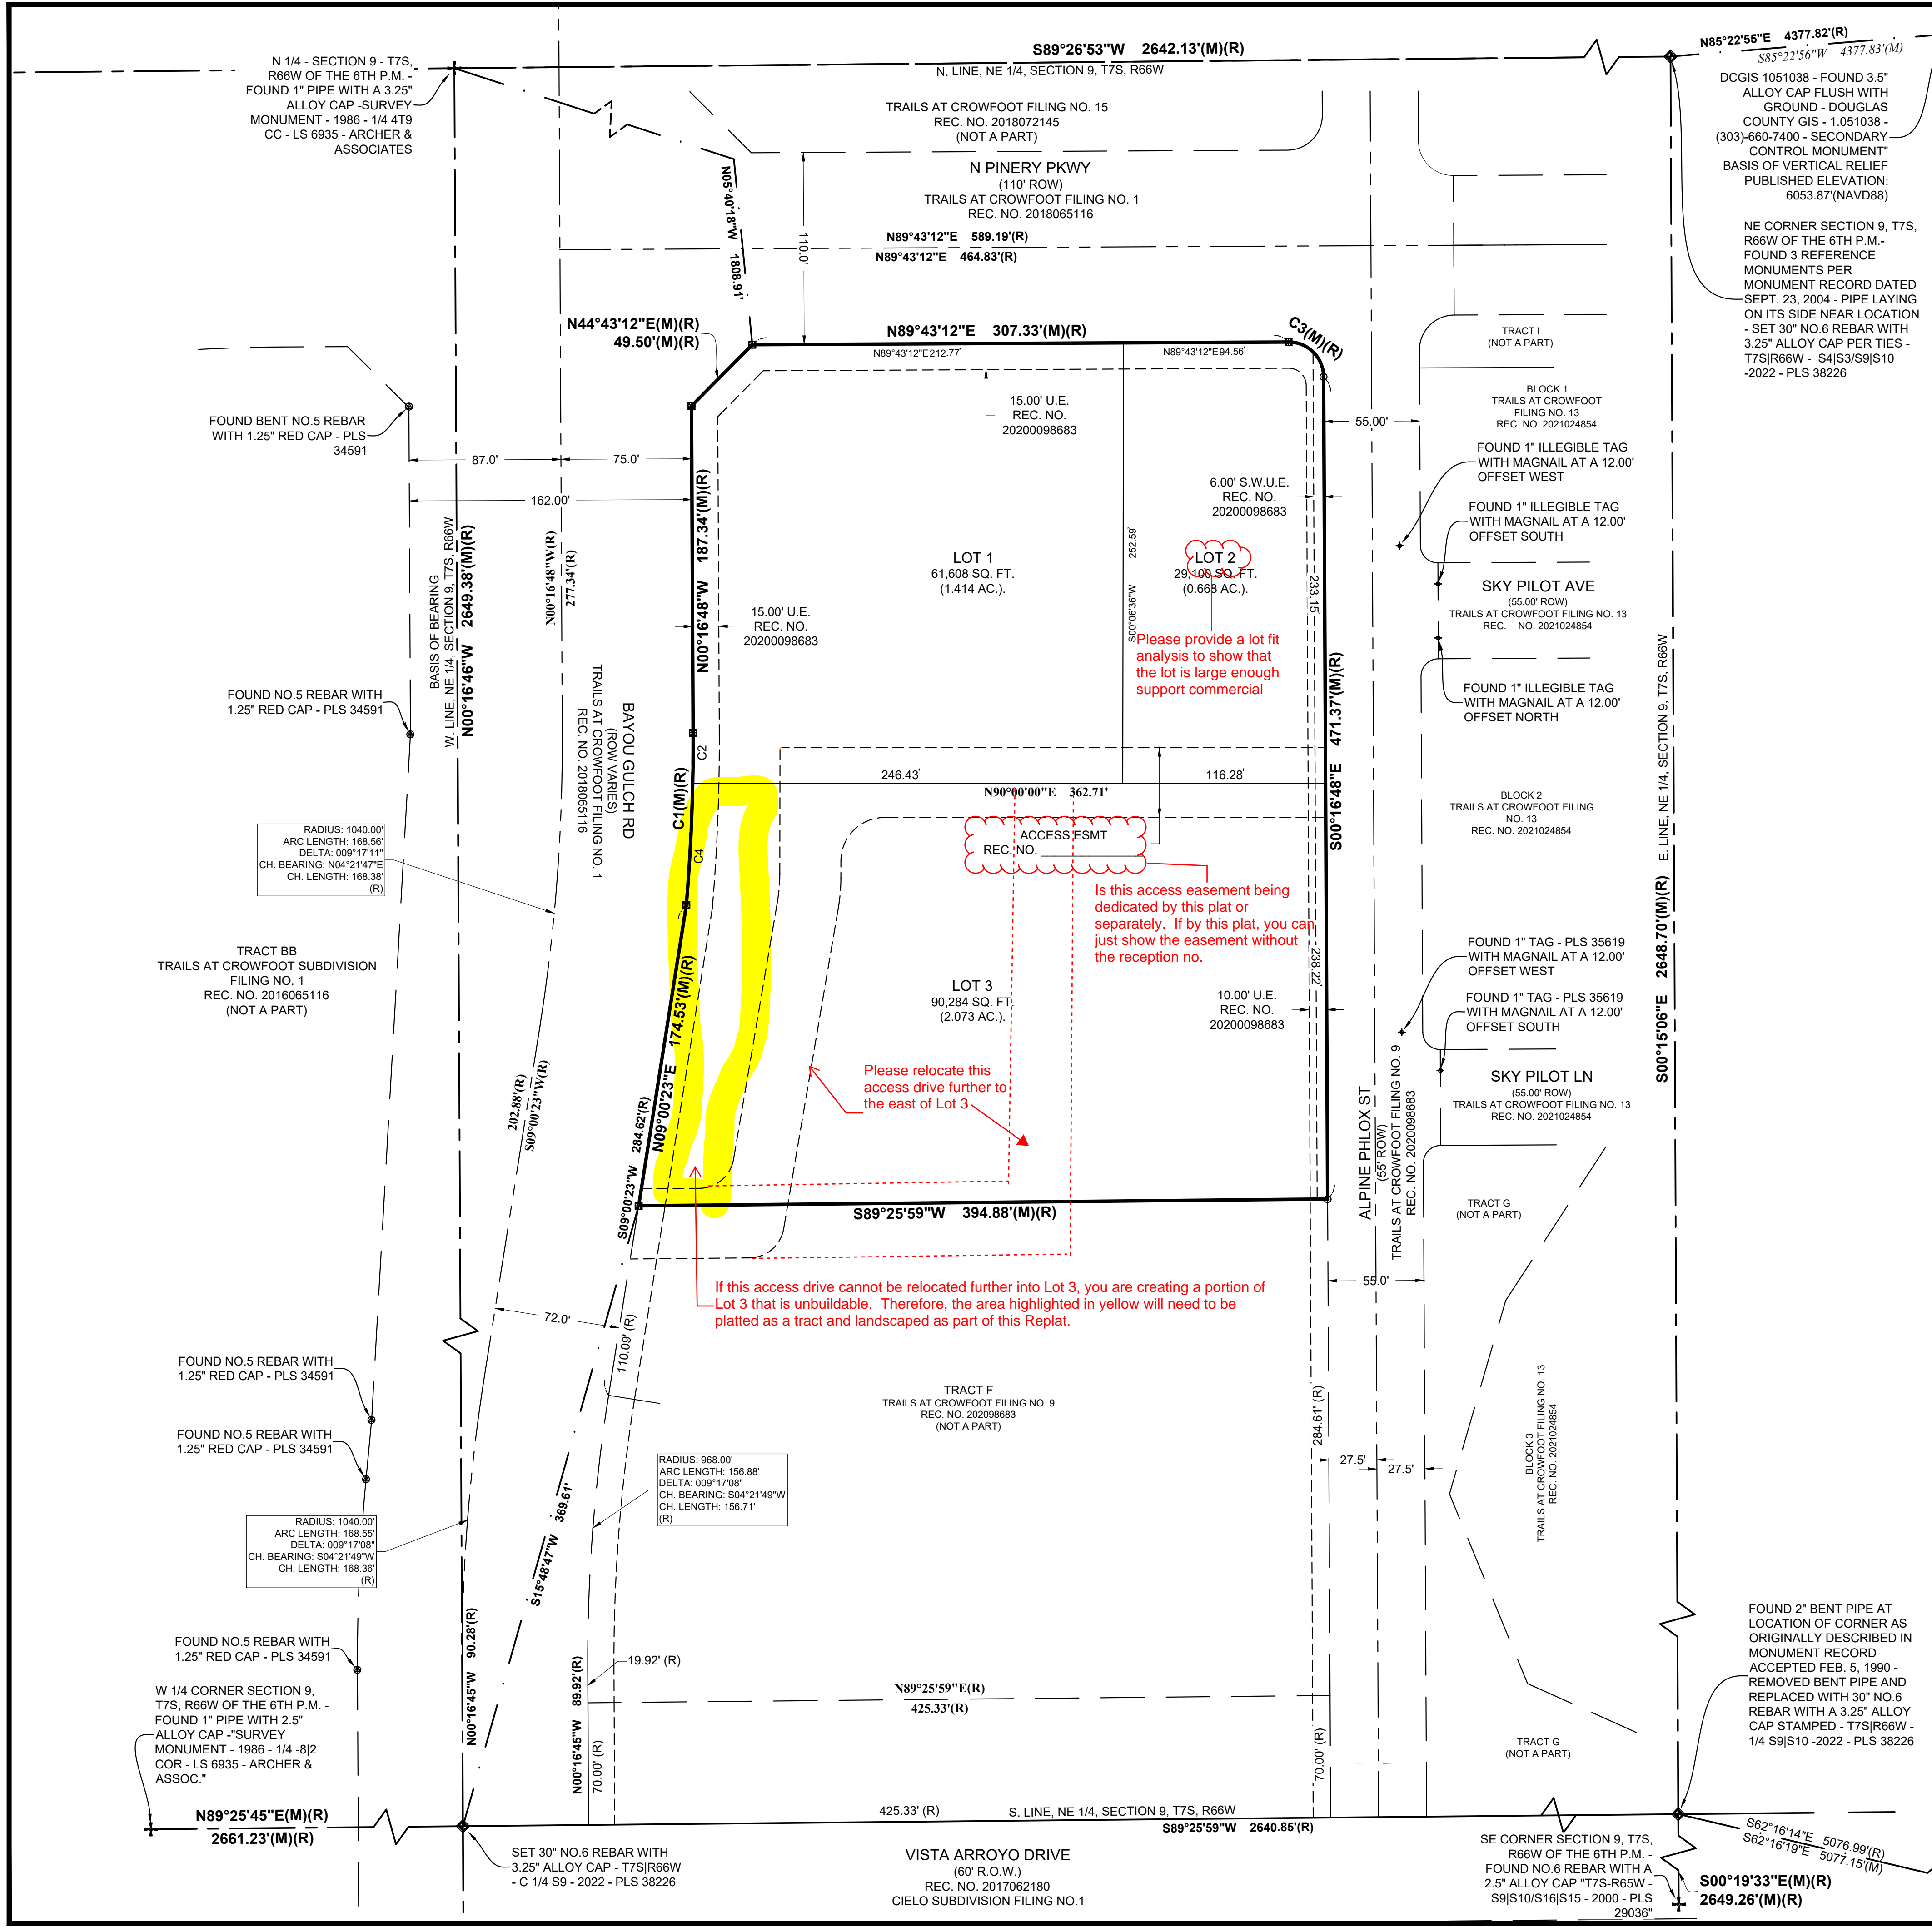 S89°26'53"W 2642.13'(M)(R)
N. LINE, NE 1/4, SECTION 9, T7S, R66W
N85°22'55"E 4377.82'(R)
S85°22'56"W 4377.83'(M)
N 1/4 - SECTION 9 - T7S,
R66W OF THE 6TH P.M. -
FOUND 1" PIPE WITH A 3.25"
ALLOY CAP -SURVEY
MONUMENT - 1986 - 1/4 4T9
CC - LS 6935 - ARCHER &
ASSOCIATES
TRAILS AT CROWFOOT FILING NO. 15
REC. NO. 2018072145
(NOT A PART)
N PINERY PKWY
(110' ROW)
TRAILS AT CROWFOOT FILING NO. 1
REC. NO. 2018065116
N89°43'12"E 589.19'(R)
N89°43'12"E 464.83'(R)
N05°40'18"W 1808.91'
110.0'
DCGIS 1051038 - FOUND 3.5"
ALLOY CAP FLUSH WITH
GROUND - DOUGLAS
COUNTY GIS - 1.051038 -
(303)-660-7400 - SECONDARY
CONTROL MONUMENT"
BASIS OF VERTICAL RELIEF
PUBLISHED ELEVATION:
6053.87'(NAVD88)
NE CORNER SECTION 9, T7S,
R66W OF THE 6TH P.M.-
FOUND 3 REFERENCE
MONUMENTS PER
MONUMENT RECORD DATED
SEPT. 23, 2004 - PIPE LAYING
ON ITS SIDE NEAR LOCATION
- SET 30" NO.6 REBAR WITH
3.25" ALLOY CAP PER TIES -
T7S|R66W - S4|S3/S9|S10
-2022 - PLS 38226
N44°43'12"E(M)(R)
49.50'(M)(R)
N89°43'12"E 307.33'(M)(R)
C3(M)(R)
N89°43'12"E 212.77'
N89°43'12"E 94.56'
TRACT I
(NOT A PART)
BLOCK 1
TRAILS AT CROWFOOT
FILING NO. 13
REC. NO. 2021024854
FOUND BENT NO.5 REBAR
WITH 1.25" RED CAP - PLS
34591
87.0'
75.0'
162.00'
15.00' U.E.
REC. NO.
20200098683
55.00'
6.00' S.W.U.E.
REC. NO.
20200098683
FOUND 1" ILLEGIBLE TAG
WITH MAGNAIL AT A 12.00'
OFFSET WEST
FOUND 1" ILLEGIBLE TAG
WITH MAGNAIL AT A 12.00'
OFFSET SOUTH
BASIS OF BEARING
W. LINE, NE 1/4, SECTION 9, T7S, R66W
N00°16'46"W 2649.38'(M)(R)
N00°16'48"W(R)
277.34'(R)
N00°16'48"W 187.34'(M)(R)
LOT 1
61,608 SQ. FT.
(1.414 AC.).
S00°06'36"W 252.59'
LOT 2
29,100 SQ. FT.
(0.668 AC.).
233.15'
SKY PILOT AVE
(55.00' ROW)
TRAILS AT CROWFOOT FILING NO. 13
REC. NO. 2021024854
15.00' U.E.
REC. NO.
20200098683
Please provide a lot fit
analysis to show that
the lot is large enough
support commercial
S00°16'48"E 471.37'(M)(R)
FOUND 1" ILLEGIBLE TAG
WITH MAGNAIL AT A 12.00'
OFFSET NORTH
E. LINE, NE 1/4, SECTION 9, T7S, R66W
S00°15'06"E 2648.70'(M)(R)
FOUND NO.5 REBAR WITH
1.25" RED CAP - PLS 34591
BAYOU GULCH RD
(ROW VARIES)
TRAILS AT CROWFOOT FILING NO. 1
REC. NO. 2018065116
C2
C1(M)(R)
C4
246.43'
116.28'
N90°00'00"E 362.71'
BLOCK 2
TRAILS AT CROWFOOT FILING
NO. 13
REC. NO. 2021024854
ACCESS ESMT
REC. NO.
RADIUS: 1040.00'
ARC LENGTH: 168.56'
DELTA: 009°17'11"
CH. BEARING: N04°21'47"E
CH. LENGTH: 168.38'
(R)
Is this access easement being
dedicated by this plat or
separately. If by this plat, you can
just show the easement without
the reception no.
TRACT BB
TRAILS AT CROWFOOT SUBDIVISION
FILING NO. 1
REC. NO. 2016065116
(NOT A PART)
N09°00'23"E 174.53'(M)(R)
LOT 3
90,284 SQ. FT.
(2.073 AC.).
238.22'
10.00' U.E.
REC. NO.
20200098683
FOUND 1" TAG - PLS 35619
WITH MAGNAIL AT A 12.00'
OFFSET WEST
FOUND 1" TAG - PLS 35619
WITH MAGNAIL AT A 12.00'
OFFSET SOUTH
202.88'(R)
S09°00'23"W(R)
Please relocate this
access drive further to
the east of Lot 3
SKY PILOT LN
(55.00' ROW)
TRAILS AT CROWFOOT FILING NO. 13
REC. NO. 2021024854
ALPINE PHLOX ST
(55' ROW)
TRAILS AT CROWFOOT FILING NO. 9
REC. NO. 2020098683
S09°00'23"W 284.62'(R)
S89°25'59"W 394.88'(M)(R)
TRACT G
(NOT A PART)
If this access drive cannot be relocated further into Lot 3, you are creating a portion of
Lot 3 that is unbuildable. Therefore, the area highlighted in yellow will need to be
platted as a tract and landscaped as part of this Replat.
55.0'
72.0'
110.09' (R)
FOUND NO.5 REBAR WITH
1.25" RED CAP - PLS 34591
TRACT F
TRAILS AT CROWFOOT FILING NO. 9
REC. NO. 202098683
(NOT A PART)
284.61' (R)
BLOCK 3
TRAILS AT CROWFOOT FILING NO. 13
REC. NO. 2021024854
FOUND NO.5 REBAR WITH
1.25" RED CAP - PLS 34591
27.5'
27.5'
RADIUS: 968.00'
ARC LENGTH: 156.88'
DELTA: 009°17'08"
CH. BEARING: S04°21'49"W
CH. LENGTH: 156.71'
(R)
RADIUS: 1040.00'
ARC LENGTH: 168.55'
DELTA: 009°17'08"
CH. BEARING: S04°21'49"W
CH. LENGTH: 168.36'
(R)
S15°48'47"W 369.61'
FOUND NO.5 REBAR WITH
1.25" RED CAP - PLS 34591
N00°16'45"W 90.28'(R)
N00°16'45"W 89.92'(R)
19.92' (R)
70.00' (R)
N89°25'59"E(R)
425.33'(R)
70.00' (R)
FOUND 2" BENT PIPE AT
LOCATION OF CORNER AS
ORIGINALLY DESCRIBED IN
MONUMENT RECORD
ACCEPTED FEB. 5, 1990 -
REMOVED BENT PIPE AND
REPLACED WITH 30" NO.6
REBAR WITH A 3.25" ALLOY
CAP STAMPED - T7S|R66W -
1/4 S9|S10 -2022 - PLS 38226
W 1/4 CORNER SECTION 9,
T7S, R66W OF THE 6TH P.M. -
FOUND 1" PIPE WITH 2.5"
ALLOY CAP -"SURVEY
MONUMENT - 1986 - 1/4 -8|2
COR - LS 6935 - ARCHER &
ASSOC."
TRACT G
(NOT A PART)
N89°25'45"E(M)(R)
2661.23'(M)(R)
425.33' (R)
S. LINE, NE 1/4, SECTION 9, T7S, R66W
S89°25'59"W 2640.85'(R)
S62°16'14"E 5076.99'(R)
S62°16'19"E 5077.15'(M)
SET 30" NO.6 REBAR WITH
3.25" ALLOY CAP - T7S|R66W
- C 1/4 S9 - 2022 - PLS 38226
VISTA ARROYO DRIVE
(60' R.O.W.)
REC. NO. 2017062180
CIELO SUBDIVISION FILING NO.1
SE CORNER SECTION 9, T7S,
R66W OF THE 6TH P.M. -
FOUND NO.6 REBAR WITH A
2.5" ALLOY CAP "T7S-R65W -
S9|S10/S16|S15 - 2000 - PLS
29036"
S00°19'33"E(M)(R)
2649.26'(M)(R)